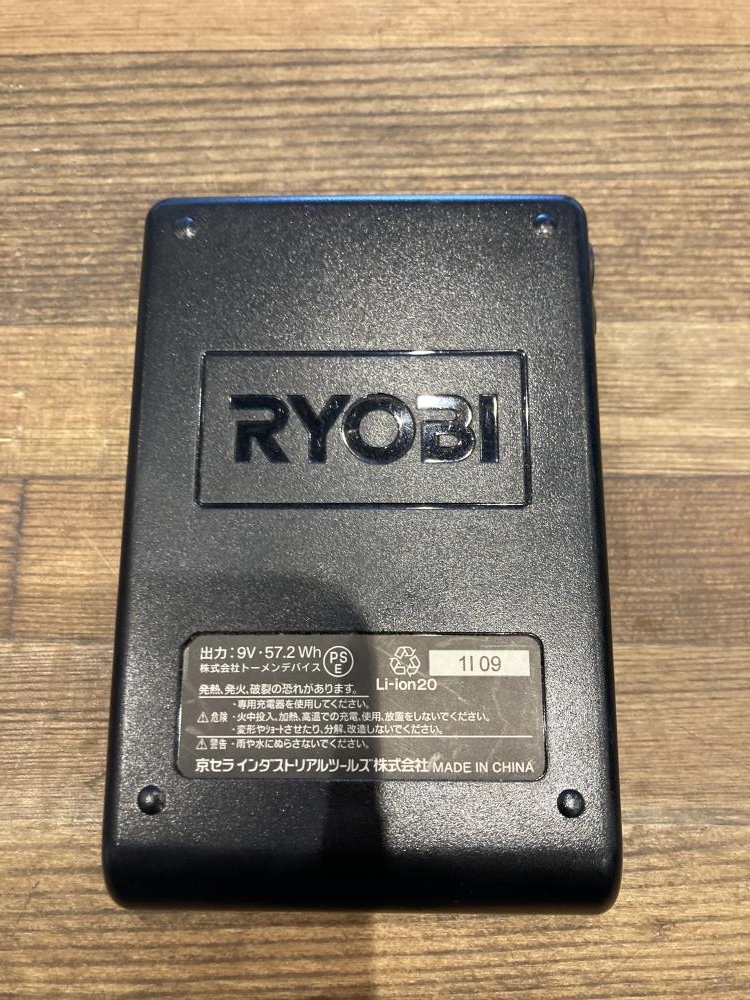 RYOBI
出力:9V・57.2 Wh
株式会社トーメンデバイス
PS
E
Li-ion20
1I 09
発熱、発火、破裂の恐れがあります。
・専用充電器を使用してください。
⚠危険 ・火中投入、加熱、高温での充電、使用、放置をしないでください。
・変形やショートさせたり、分解、改造しないでください。
⚠警告 ・雨や水にぬらさないでください。
京セラインダストリアルツールズ株式会社 MADE IN CHINA